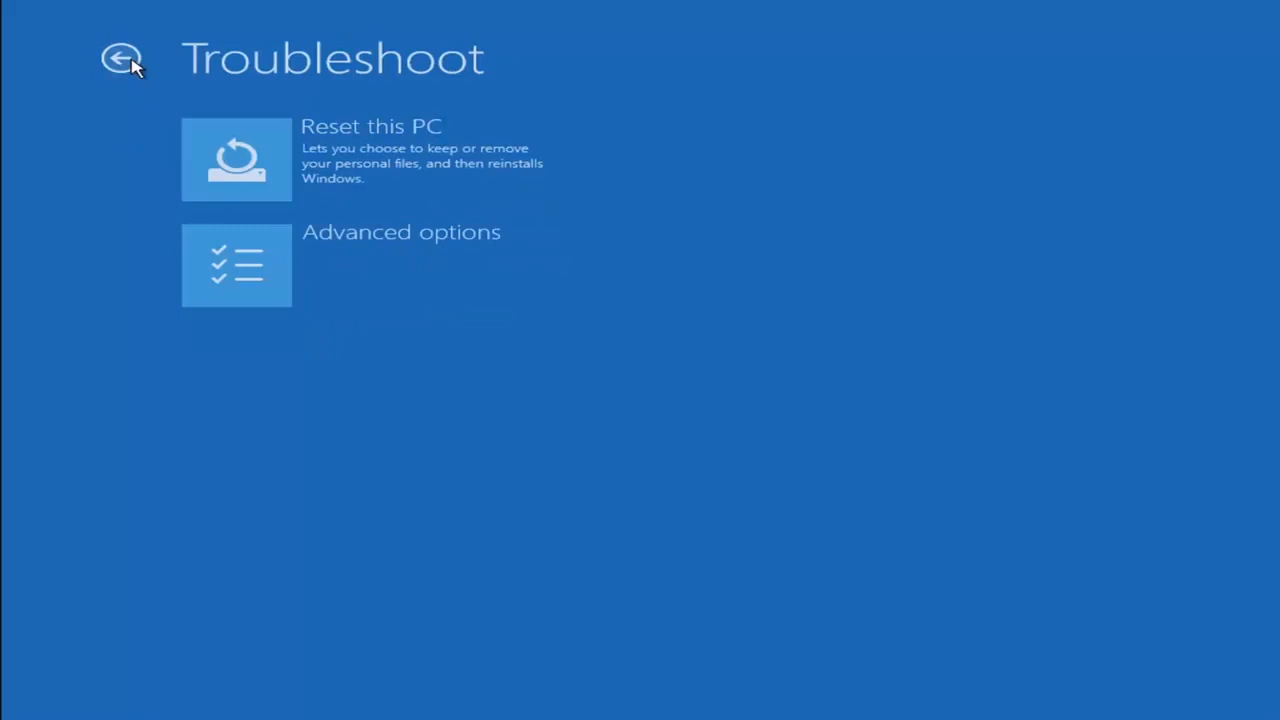 Troubleshoot
Reset this PC
Lets you choose to keep or remove
your personal files, and then reinstalls
Windows.
Advanced options